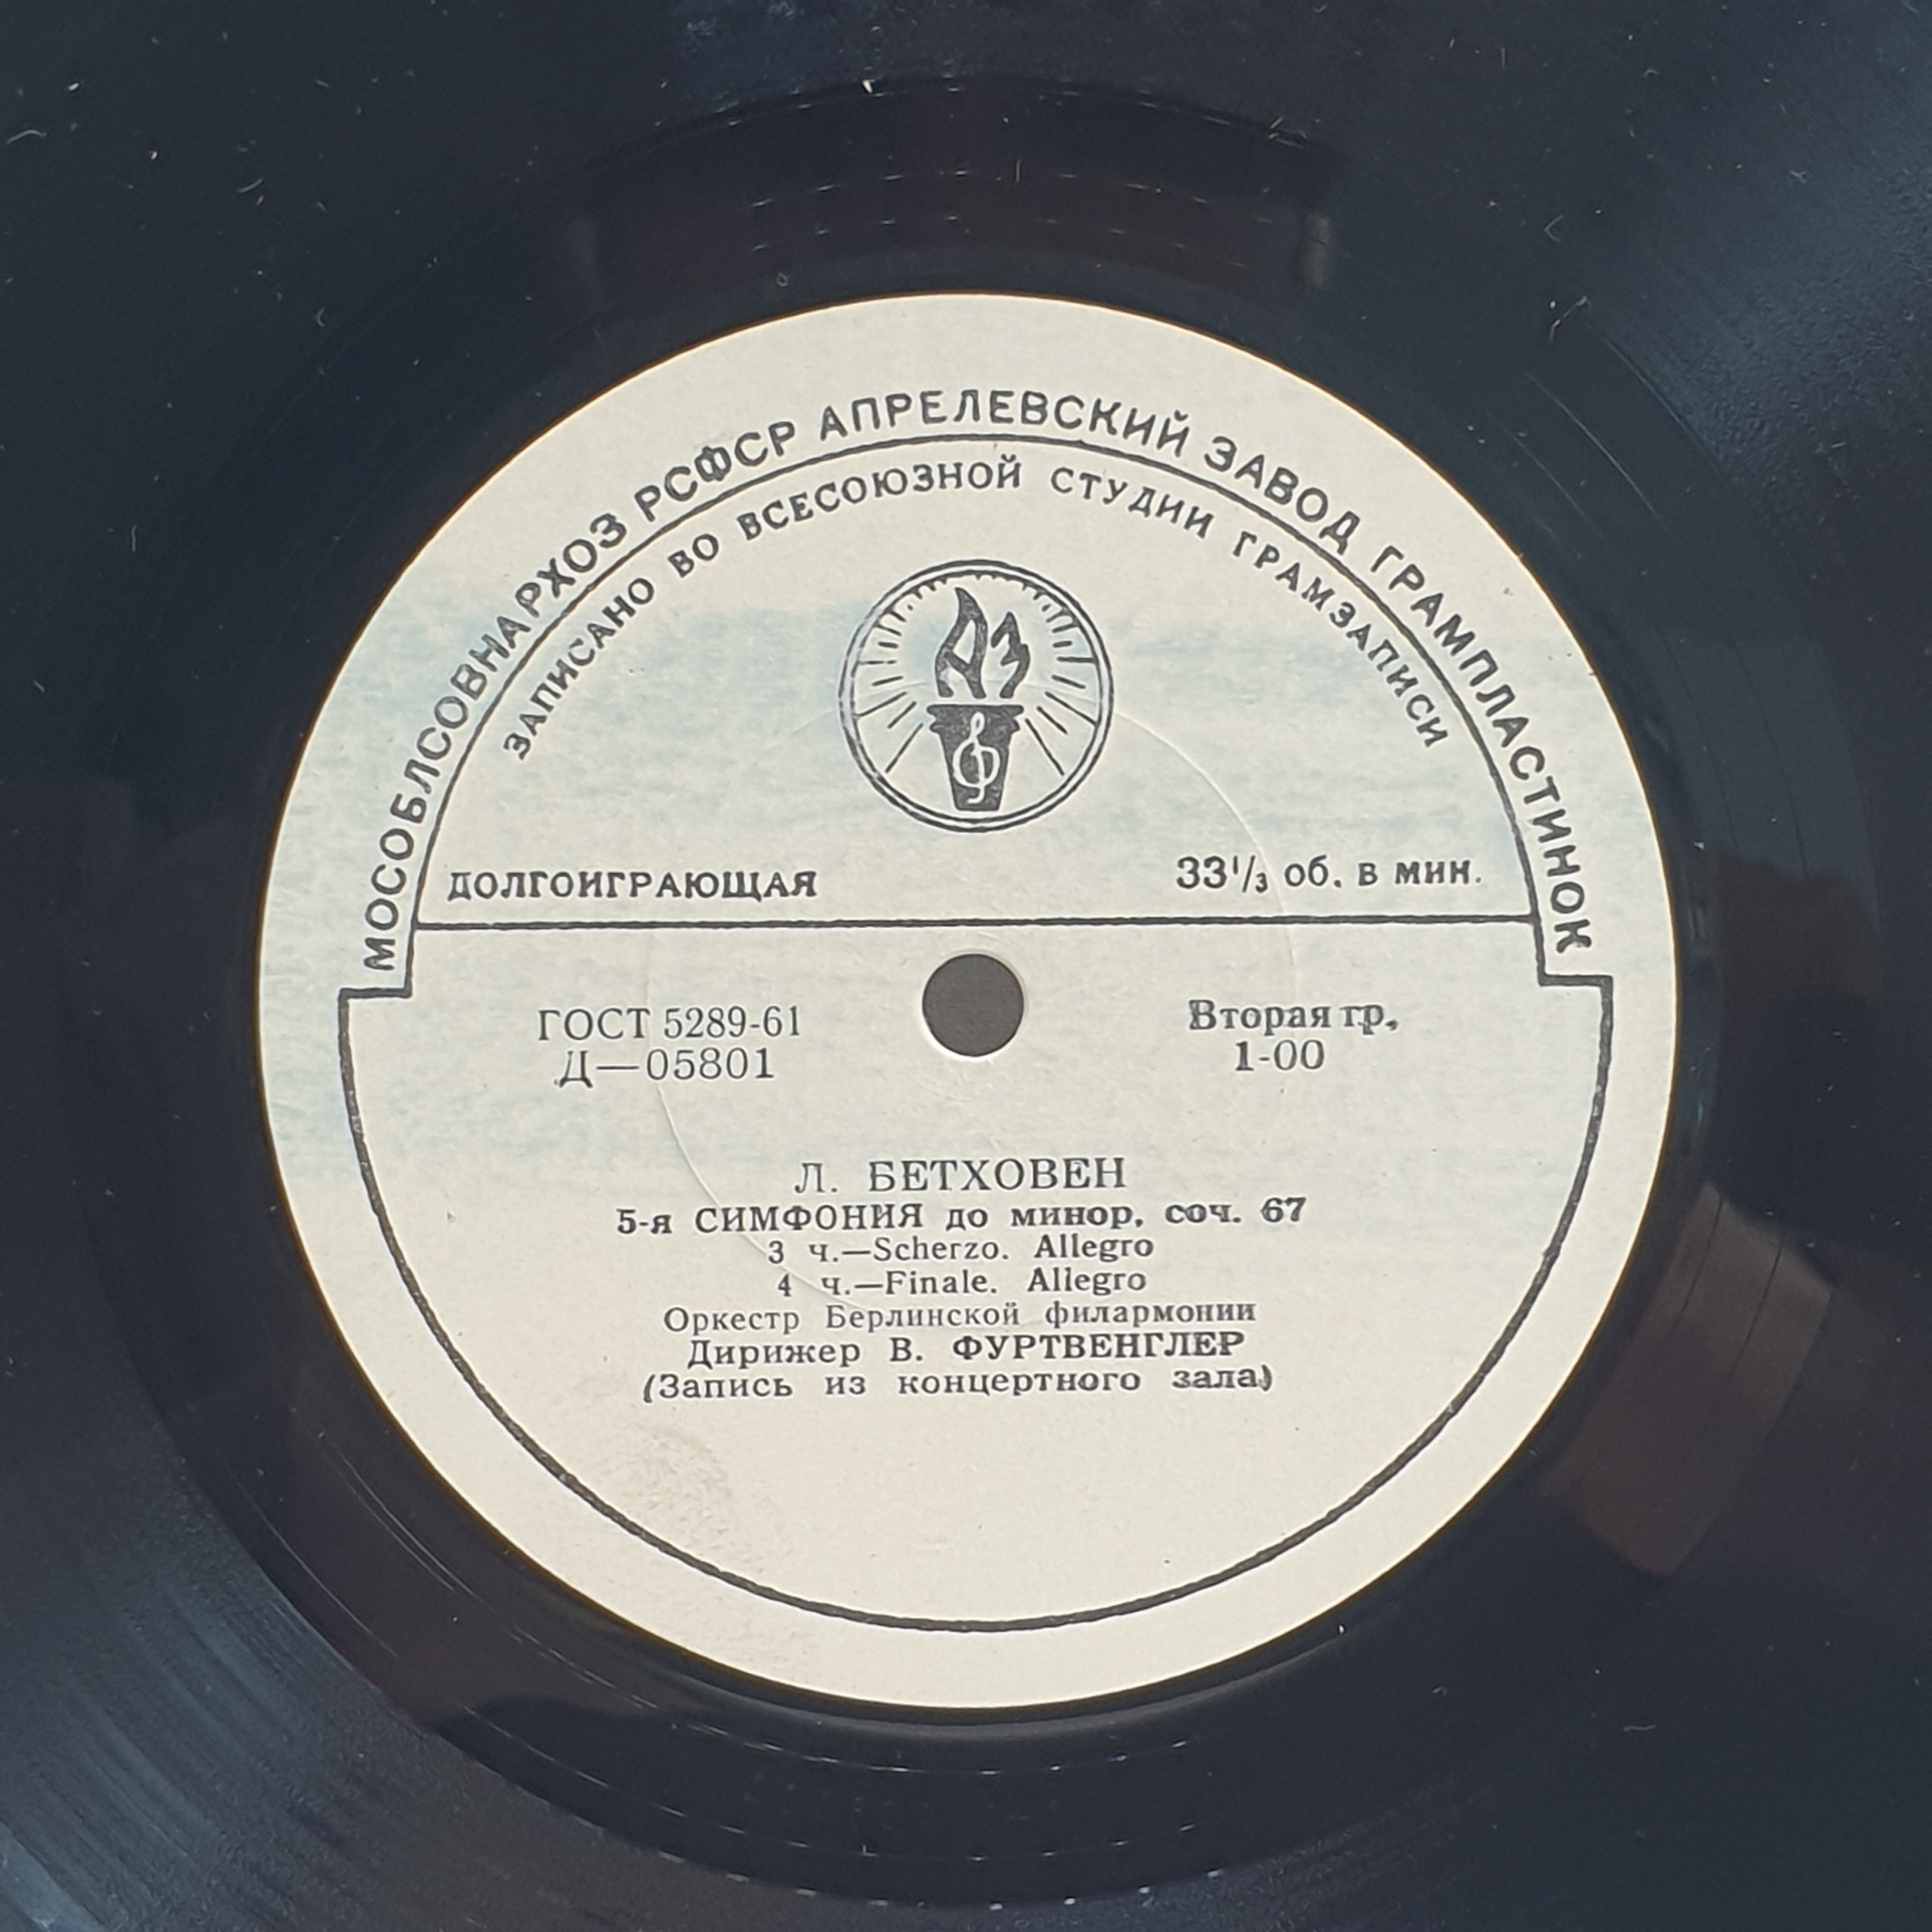 МОСОБЛСОВНАРХОЗ РСФСР АПРЕЛЕВСКИЙ ЗАВОД ГРАМПЛАСТИНОК
ЗАПИСАНО ВО ВСЕСОЮЗНОЙ СТУДИИ ГРАМЗАПИСИ
АЗ
ДОЛГОИГРАЮЩАЯ 33⅓ об. в мин.
ГОСТ 5289-61 Вторая гр.
Д—05801 1-00
Л. БЕТХОВЕН
5-я СИМФОНИЯ до минор, соч. 67
3 ч.—Scherzo. Allegro
4 ч.—Finale. Allegro
Оркестр Берлинской филармонии
Дирижер В. ФУРТВЕНГЛЕР
(Запись из концертного зала)